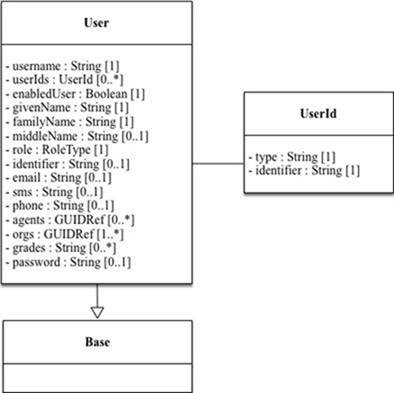 User
- username : String [1]
- userIds : UserId [0..*]
- enabledUser : Boolean [1]
- givenName : String [1]
- familyName : String [1]
- middleName : String [0..1]
- role : RoleType [1]
- identifier : String [0..1]
- email : String [0..1]
- sms : String [0..1]
- phone : String [0..1]
- agents : GUIDRef [0..*]
- orgs : GUIDRef [1..*]
- grades : String [0..*]
- password : String [0..1]
UserId
- type : String [1]
- identifier : String [1]
Base